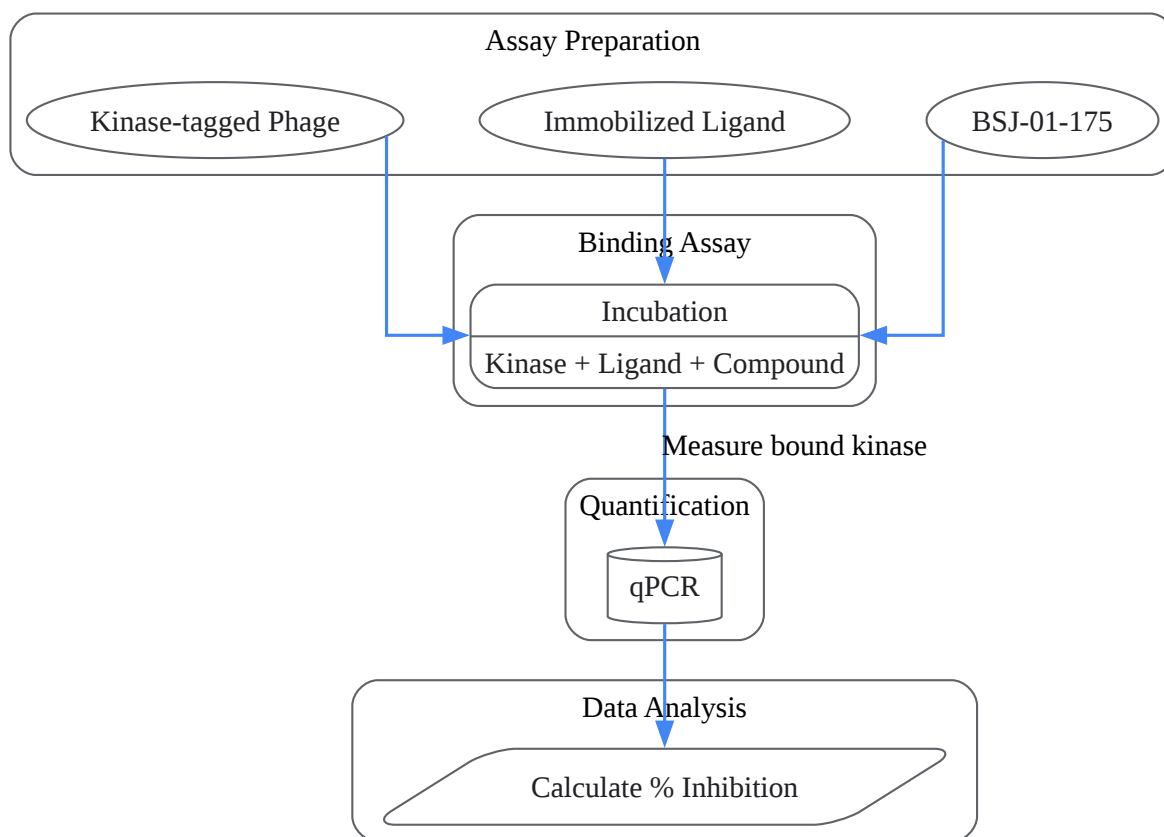 Assay Preparation
Kinase-tagged Phage
Immobilized Ligand
BSJ-01-175
Binding Assay
Incubation
Kinase + Ligand + Compound
Measure bound kinase
Quantification
qPCR
Data Analysis
Calculate % Inhibition